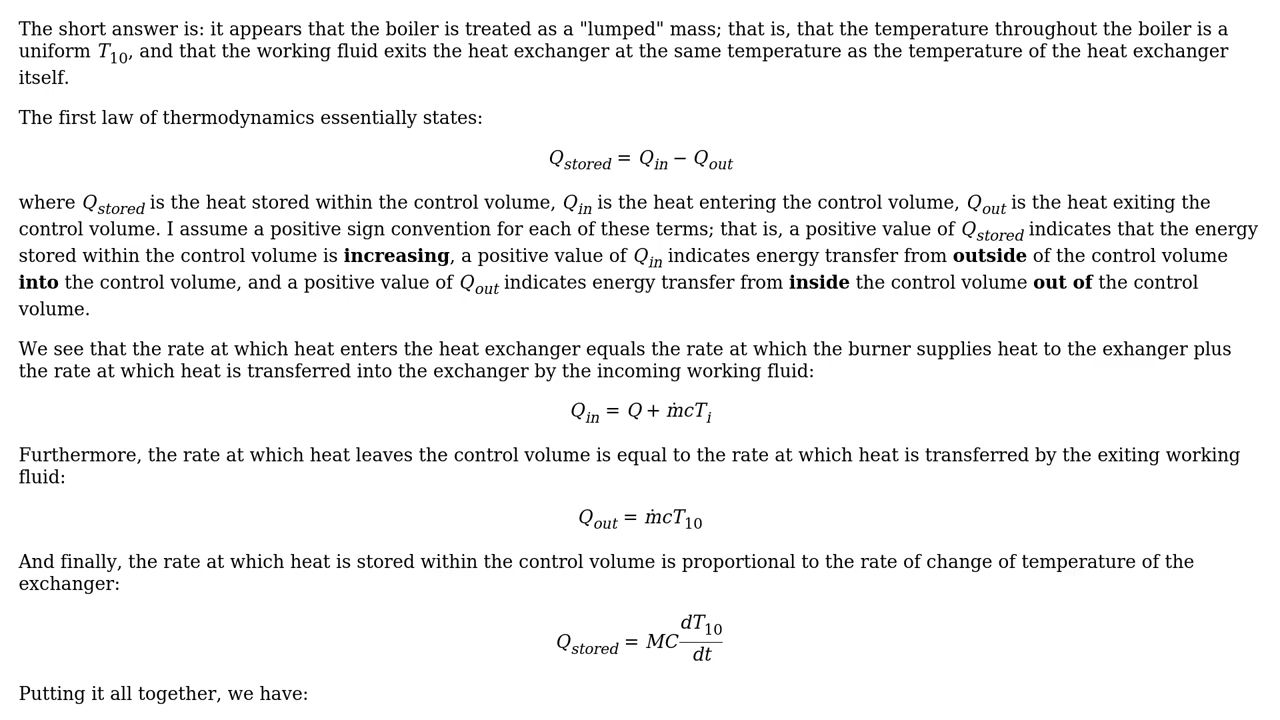 The short answer is: it appears that the boiler is treated as a "lumped" mass; that is, that the temperature throughout the boiler is a
uniform T10, and that the working fluid exits the heat exchanger at the same temperature as the temperature of the heat exchanger
itself.
The first law of thermodynamics essentially states:
Qstored = Qin − Qout
where Qstored is the heat stored within the control volume, Qin is the heat entering the control volume, Qout is the heat exiting the
control volume. I assume a positive sign convention for each of these terms; that is, a positive value of Qstored indicates that the energy
stored within the control volume is increasing, a positive value of Qin indicates energy transfer from outside of the control volume
into the control volume, and a positive value of Qout indicates energy transfer from inside the control volume out of the control
volume.
We see that the rate at which heat enters the heat exchanger equals the rate at which the burner supplies heat to the exhanger plus
the rate at which heat is transferred into the exchanger by the incoming working fluid:
Qin = Q + ṁcTi
Furthermore, the rate at which heat leaves the control volume is equal to the rate at which heat is transferred by the exiting working
fluid:
Qout = ṁcT10
And finally, the rate at which heat is stored within the control volume is proportional to the rate of change of temperature of the
exchanger:
Qstored = MC dT10/dt
Putting it all together, we have: